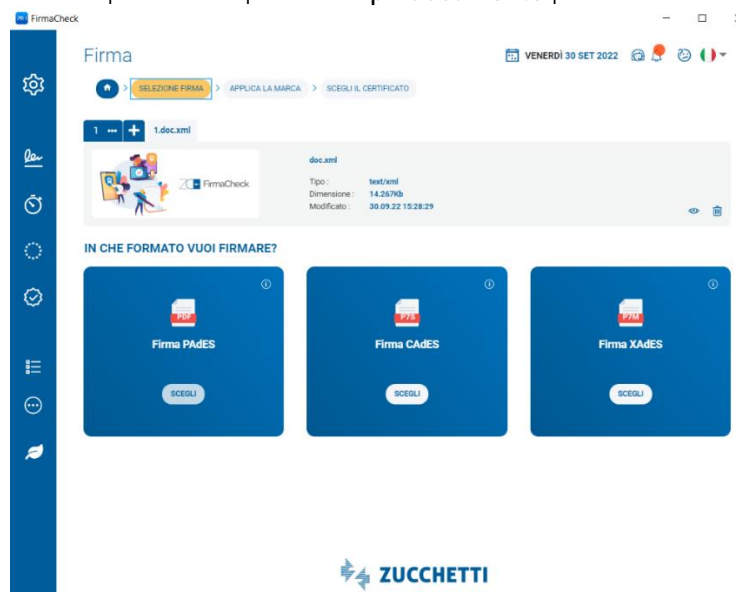 FirmaCheck
Firma
VENERDÌ 30 SET 2022
SELEZIONE FIRMA > APPLICA LA MARCA > SCEGLI IL CERTIFICATO
1 ••• + 1.doc.xml
doc.xml
FirmaCheck
Tipo : text/xml
Dimensione : 14.267Kb
Modificato : 30.09.22 15:28:29
IN CHE FORMATO VUOI FIRMARE?
PDF P7S P7M
Firma PAdES Firma CAdES Firma XAdES
SCEGLI SCEGLI SCEGLI
ZUCCHETTI